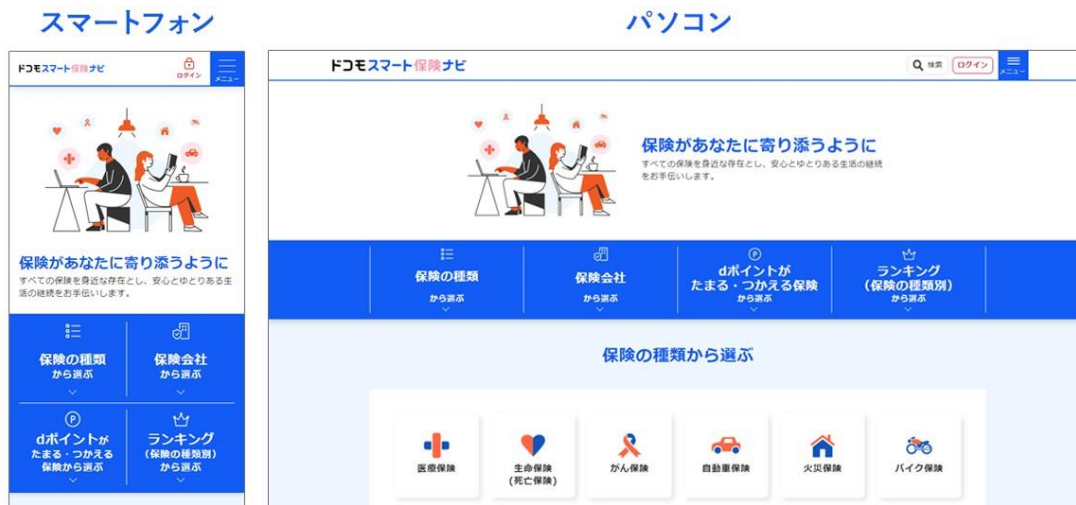 スマートフォン
ドコモスマート保険ナビ
ログイン
メニュー
保険があなたに寄り添うように
すべての保険を身近な存在とし、安心とゆとりある生
活の継続をお手伝いします。
保険の種類
から選ぶ
保険会社
から選ぶ
P
dポイントが
たまる・つかえる
保険から選ぶ
ランキング
(保険の種類別)
から選ぶ
パソコン
ドコモスマート保険ナビ
検索
ログイン
メニュー
保険があなたに寄り添うように
すべての保険を身近な存在とし、安心とゆとりある生活の継続
をお手伝いします。
保険の種類
から選ぶ
保険会社
から選ぶ
P
dポイントが
たまる・つかえる保険
から選ぶ
ランキング
(保険の種類別)
から選ぶ
保険の種類から選ぶ
医療保険
生命保険
(死亡保険)
がん保険
自動車保険
火災保険
バイク保険